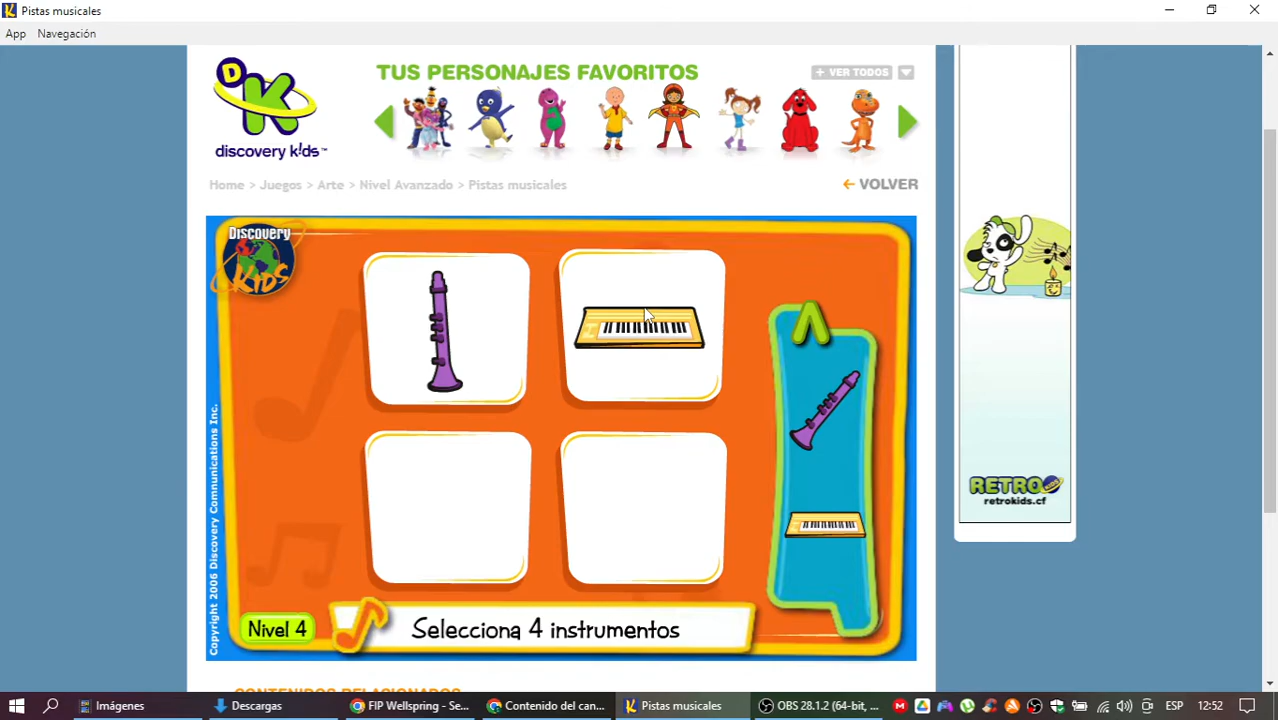 Pistas musicales
App Navegación
TUS PERSONAJES FAVORITOS
+ VER TODOS
D K
discovery k!ds™
Home > Juegos > Arte > Nivel Avanzado > Pistas musicales
← VOLVER
Discovery
KIDS
RETRO
retrokids.cf
Copyright 2006 Discovery Communications Inc.
Nivel 4
Selecciona 4 instrumentos
Imágenes
Descargas
FIP Wellspring - Se...
Contenido del can...
Pistas musicales
OBS 28.1.2 (64-bit, ...
ESP
12:52